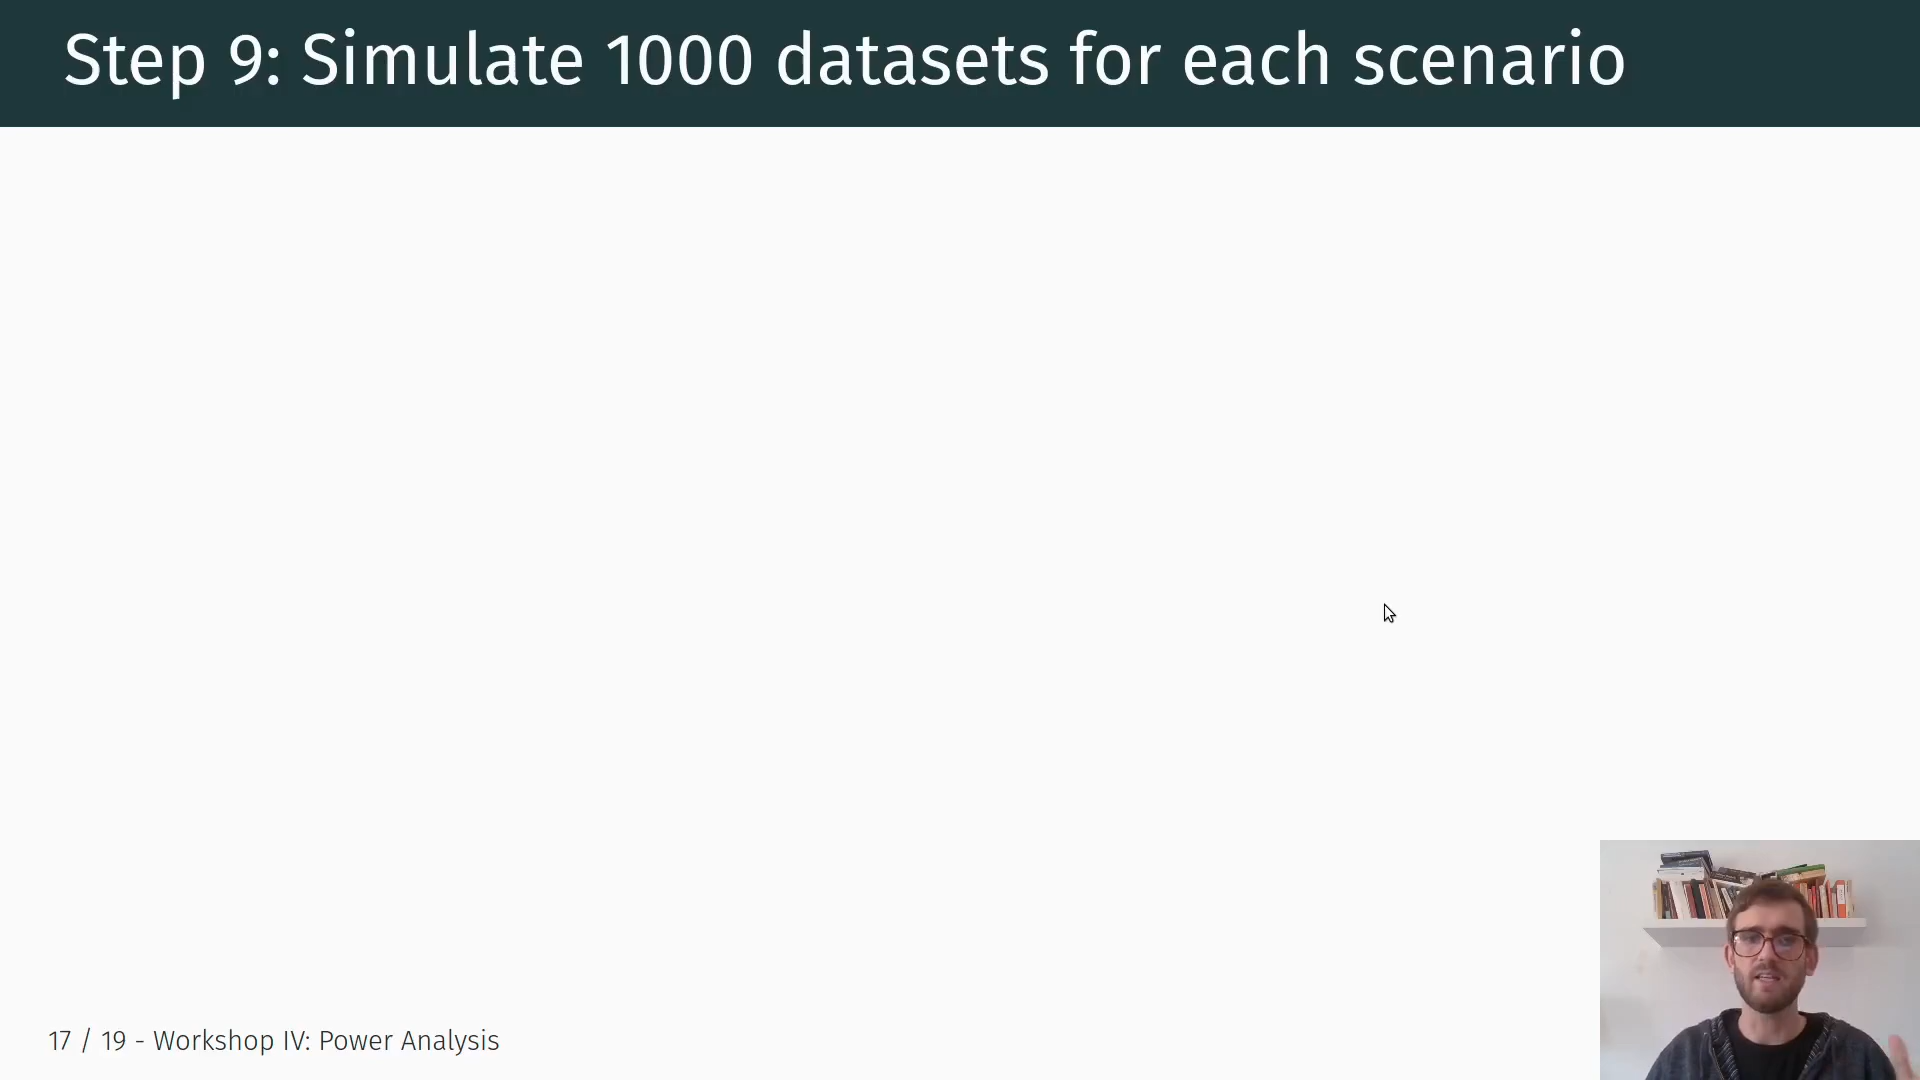 Step 9: Simulate 1000 datasets for each scenario
17 / 19 - Workshop IV: Power Analysis